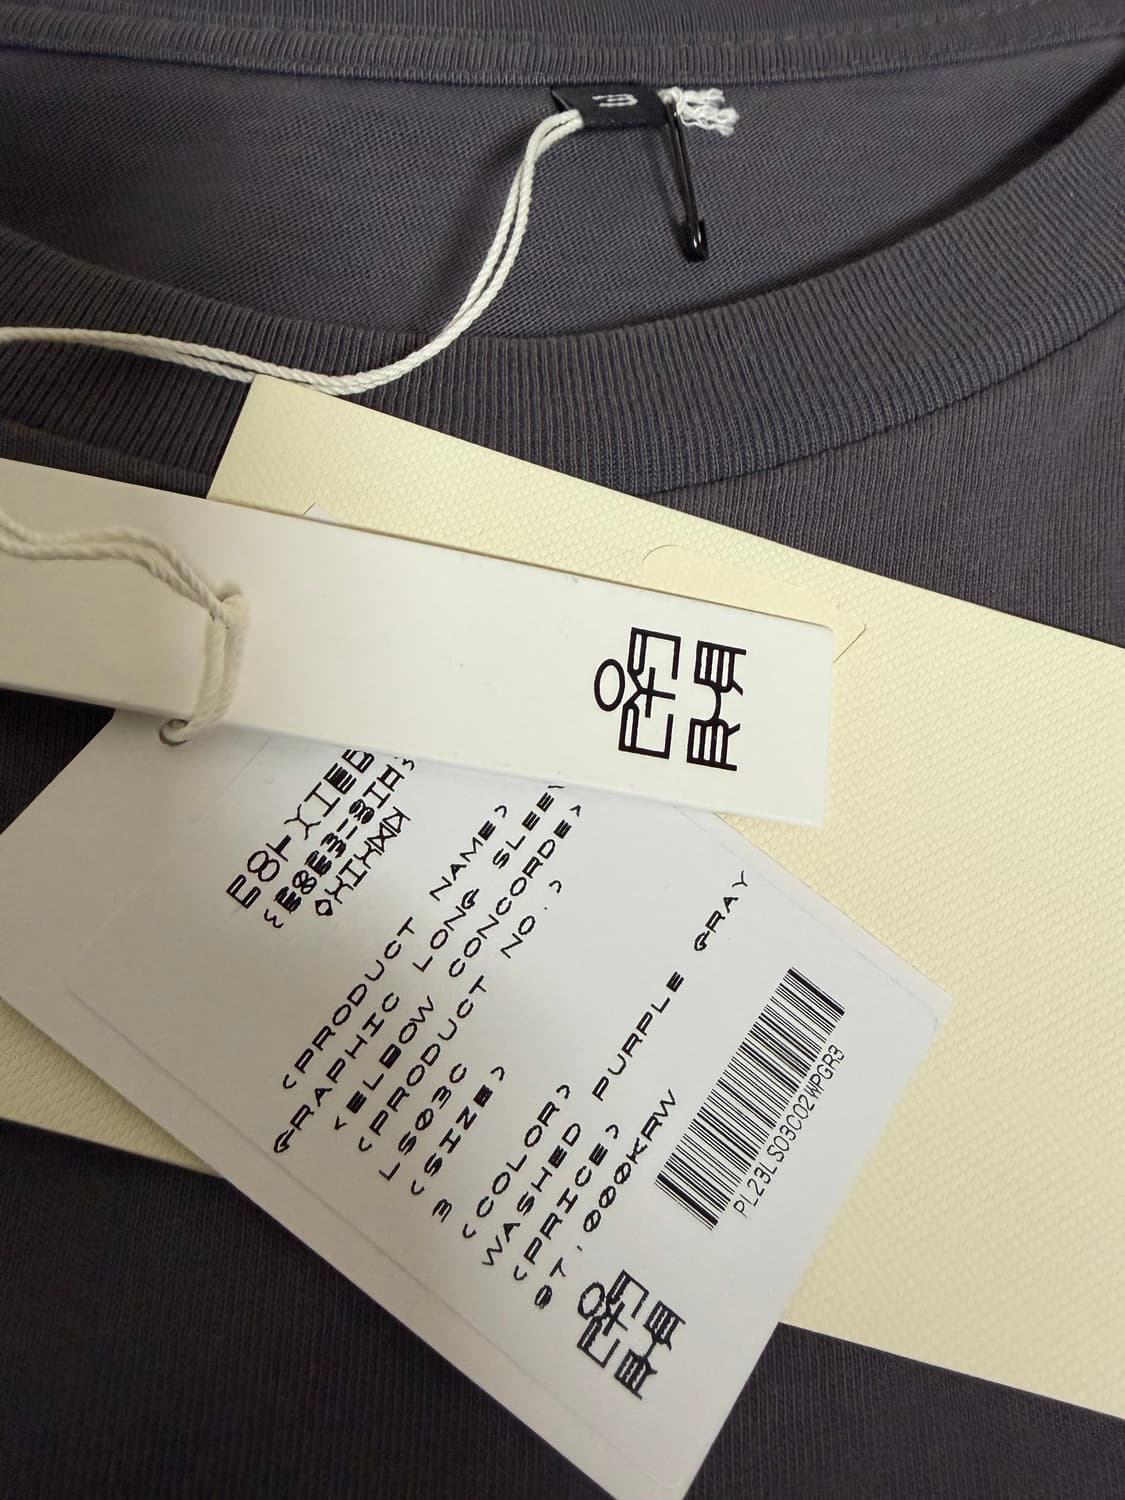 <PRODUCT NAME>
GRAPHIC LONG
<ELBOW CONCORDE>
<PRODUCT NO.>
LS03C
<SIZE>
3
<COLOR>
WASHED PURPLE GRAY
<PRICE>
97.000KRW
PL23LS03C02WPGR3
3